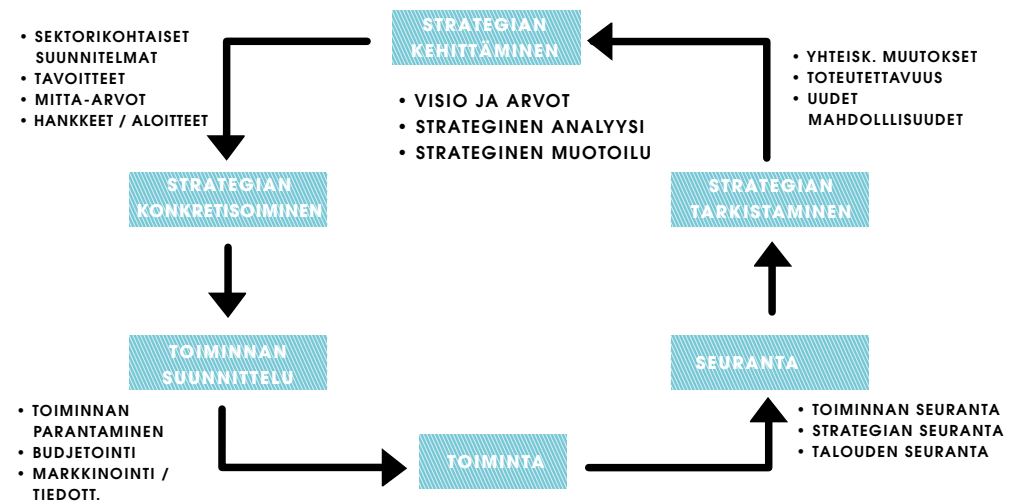 STRATEGIAN
KEHITTÄMINEN
• VISIO JA ARVOT
• STRATEGINEN ANALYYSI
• STRATEGINEN MUOTOILU
• SEKTORIKOHTAISET
SUUNNITELMAT
• TAVOITTEET
• MITTA-ARVOT
• HANKKEET / ALOITTEET
STRATEGIAN
KONKRETISOIMINEN
TOIMINNAN
SUUNNITTELU
• TOIMINNAN
PARANTAMINEN
• BUDJETOINTI
• MARKKINOINTI /
TIEDOTT.
TOIMINTA
SEURANTA
• TOIMINNAN SEURANTA
• STRATEGIAN SEURANTA
• TALOUDEN SEURANTA
STRATEGIAN
TARKISTAMINEN
• YHTEISK. MUUTOKSET
• TOTEUTETTAVUUS
• UUDET
MAHDOLLLISUUDET